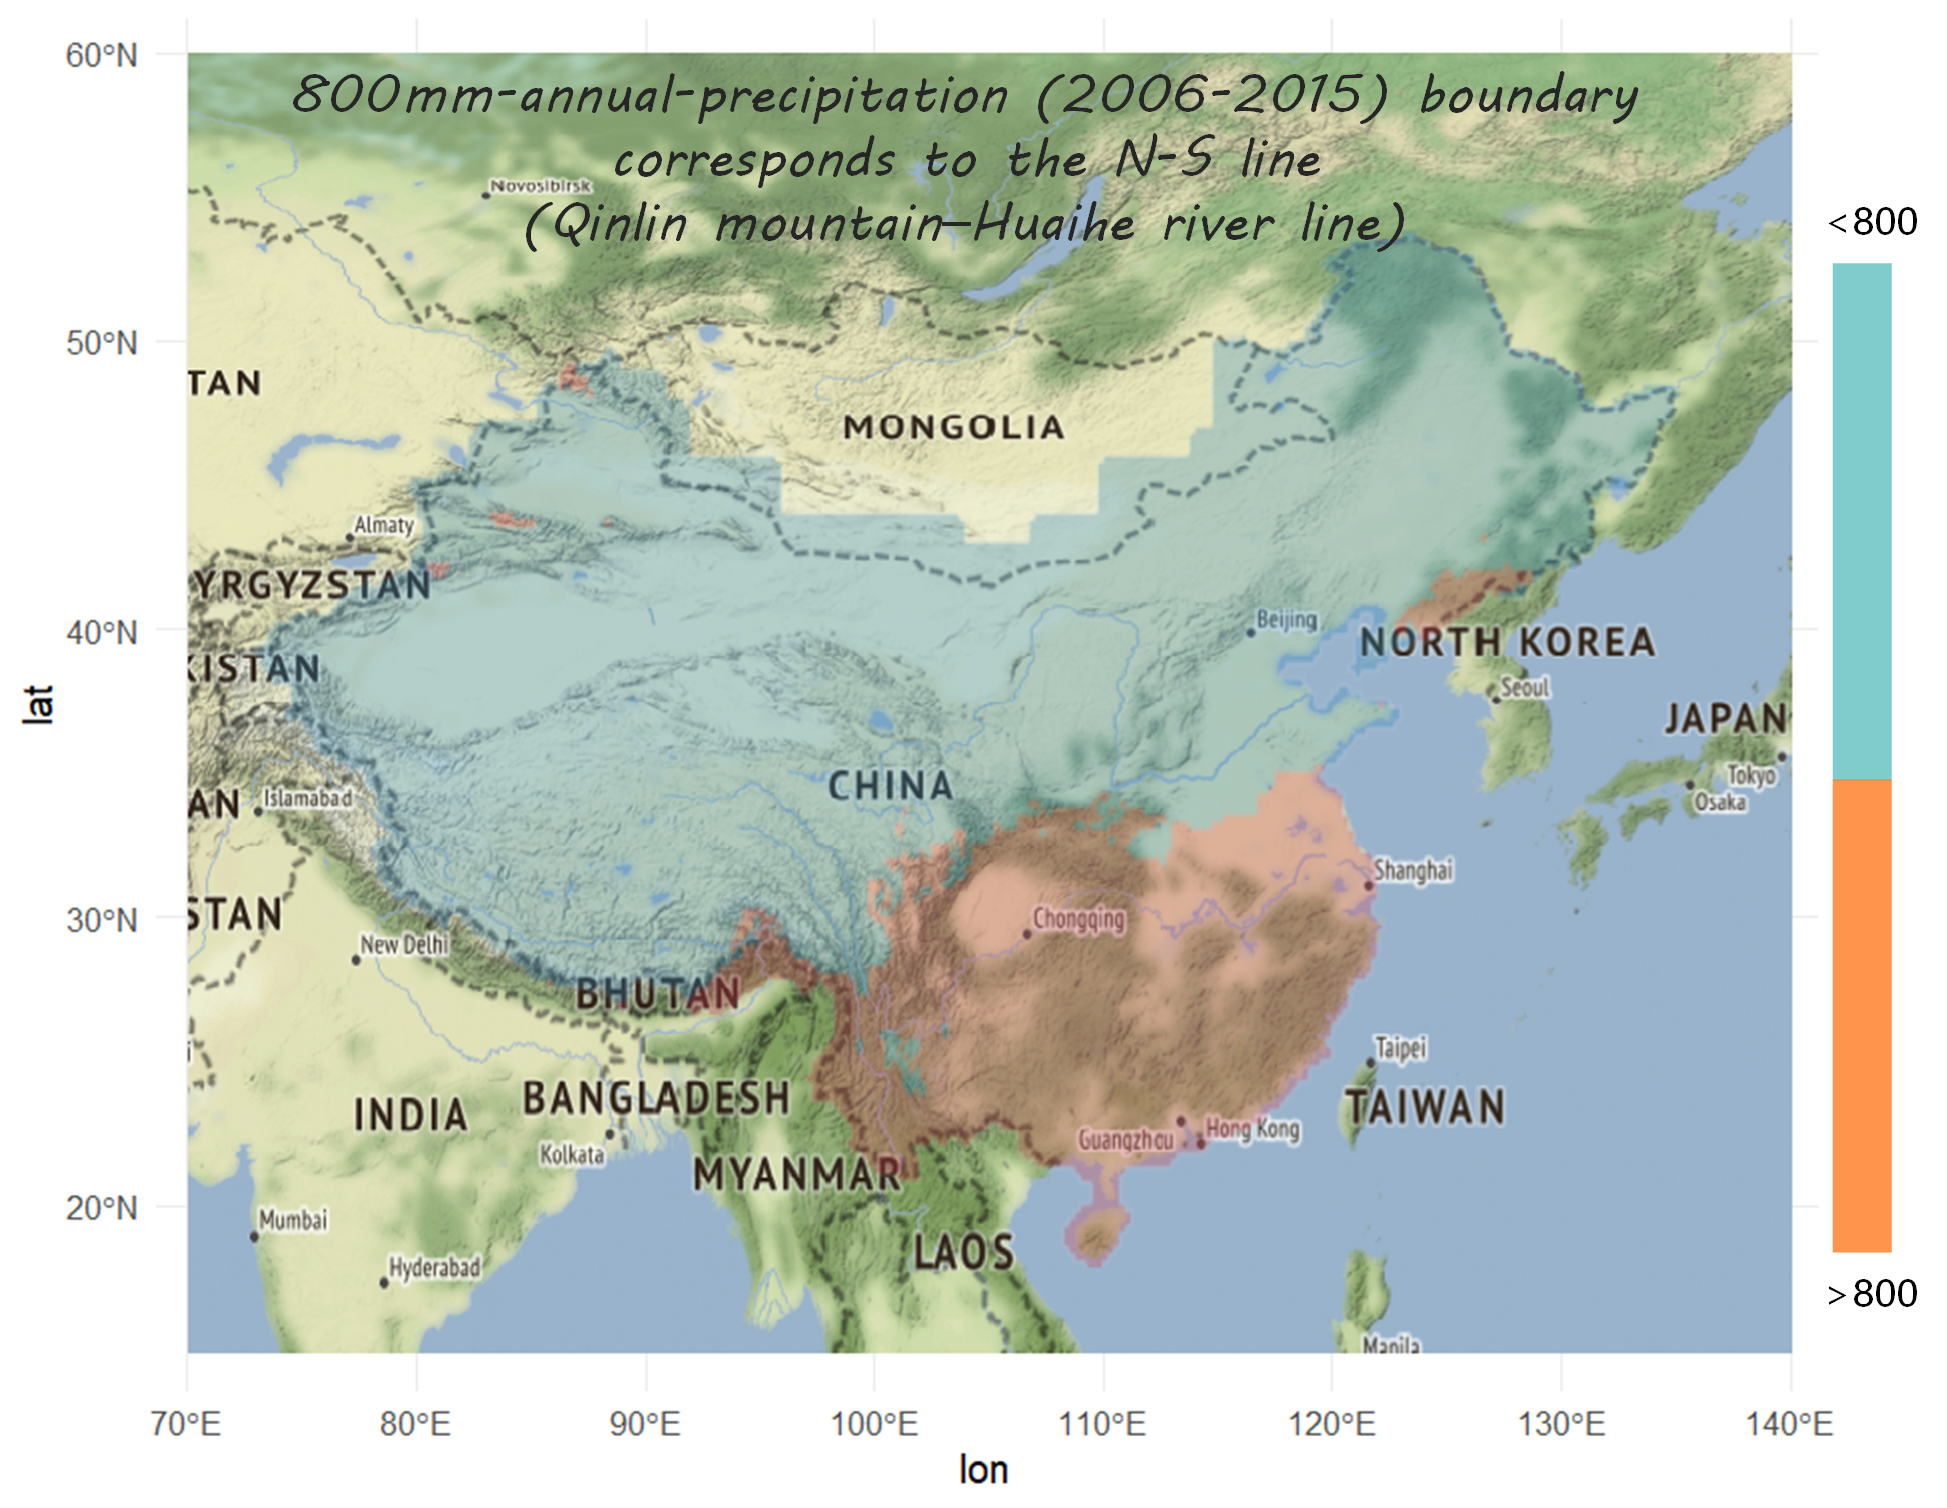 60°N
800mm-annual-precipitation (2006-2015) boundary
corresponds to the N-S line
(Qinlin mountain—Huaihe river line)
Novosibirsk
<800
50°N
TAN
MONGOLIA
Almaty
YRGYZSTAN
40°N
Beijing
NORTH KOREA
KISTAN
Seoul
lat
JAPAN
Tokyo
CHINA
AN
Islamabad
Osaka
Shanghai
30°N
STAN
Chongqing
New Delhi
BHUTAN
Taipei
INDIA
BANGLADESH
TAIWAN
Kolkata
Guangzhou
Hong Kong
MYANMAR
20°N
Mumbai
LAOS
Hyderabad
>800
Manila
70°E 80°E 90°E 100°E 110°E 120°E 130°E 140°E
lon